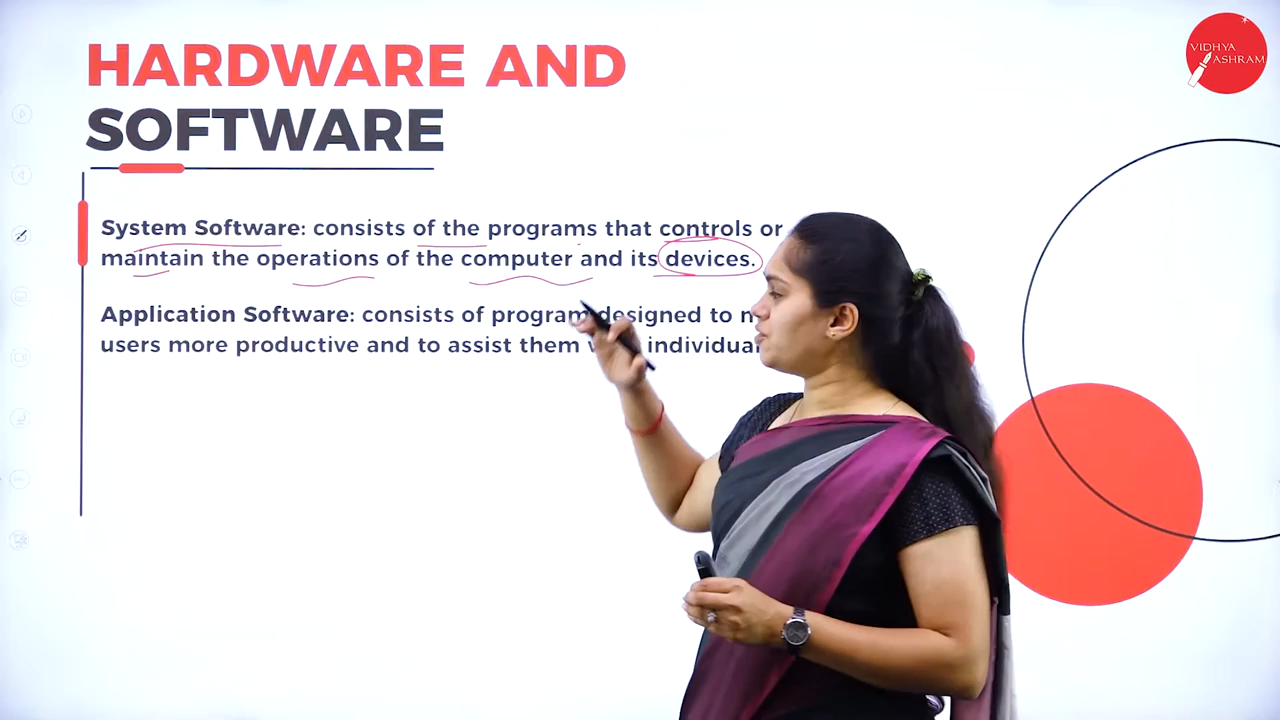 HARDWARE AND
SOFTWARE
VIDHYA
ASHRAM
System Software: consists of the programs that controls or
maintain the operations of the computer and its devices.
Application Software: consists of program designed to
users more productive and to assist them individual